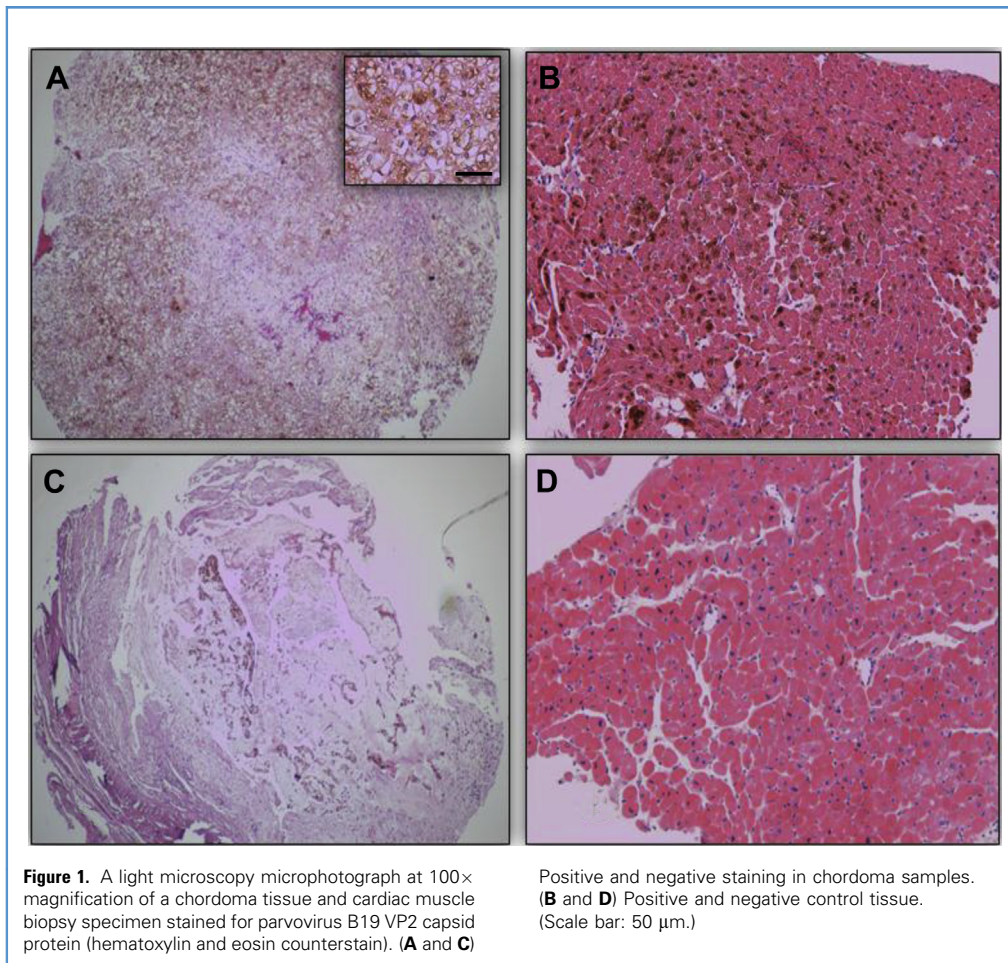 A
B
C
D
Figure 1. A light microscopy microphotograph at 100×
magnification of a chordoma tissue and cardiac muscle
biopsy specimen stained for parvovirus B19 VP2 capsid
protein (hematoxylin and eosin counterstain). (A and C)
Positive and negative staining in chordoma samples.
(B and D) Positive and negative control tissue.
(Scale bar: 50 μm.)